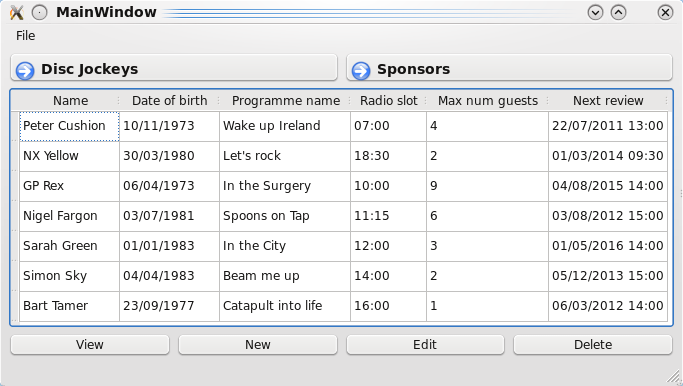 MainWindow
File
Disc Jockeys Sponsors
Name Date of birth Programme name Radio slot Max num guests Next review
Peter Cushion 10/11/1973 Wake up Ireland 07:00 4 22/07/2011 13:00
NX Yellow 30/03/1980 Let's rock 18:30 2 01/03/2014 09:30
GP Rex 06/04/1973 In the Surgery 10:00 9 04/08/2015 14:00
Nigel Fargon 03/07/1981 Spoons on Tap 11:15 6 03/08/2012 15:00
Sarah Green 01/01/1983 In the City 12:00 3 01/05/2016 14:00
Simon Sky 04/04/1983 Beam me up 14:00 2 05/12/2013 15:00
Bart Tamer 23/09/1977 Catapult into life 16:00 1 06/03/2012 14:00
View New Edit Delete